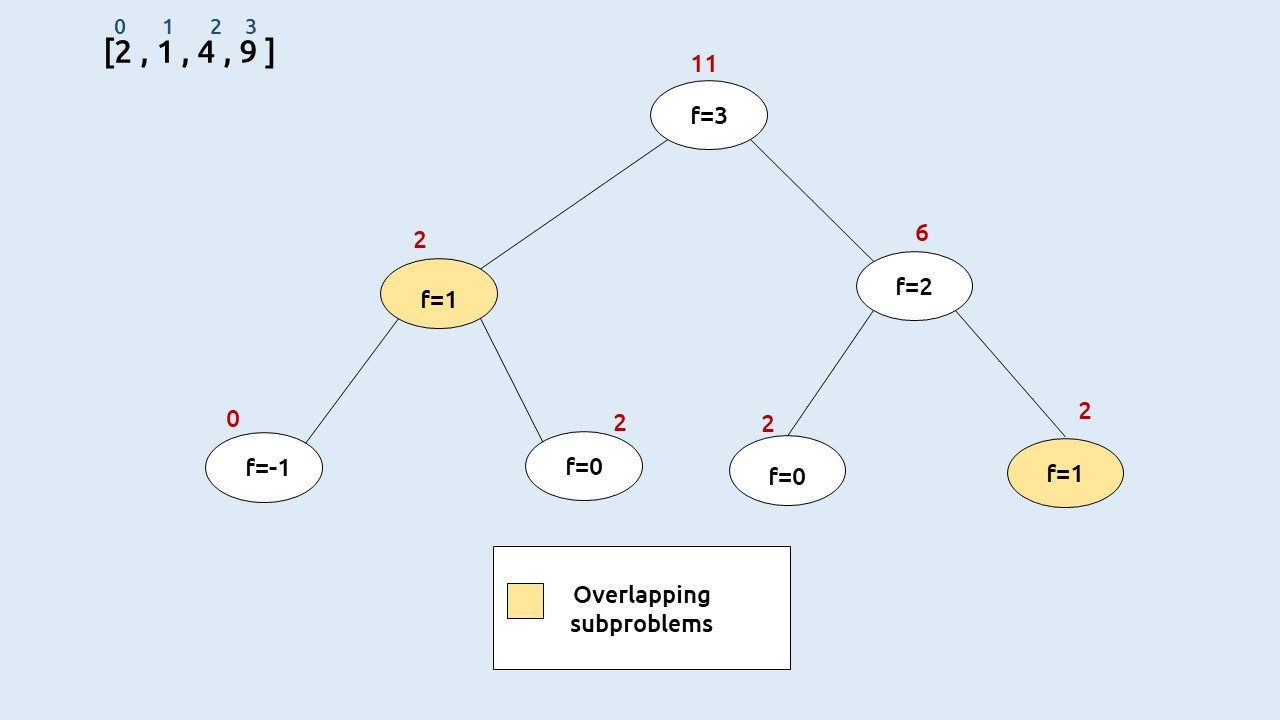 0 1 2 3
[2 , 1 , 4 , 9 ]
11
f=3
2
6
f=1
f=2
0
2
2
2
f=-1
f=0
f=0
f=1
Overlapping
subproblems